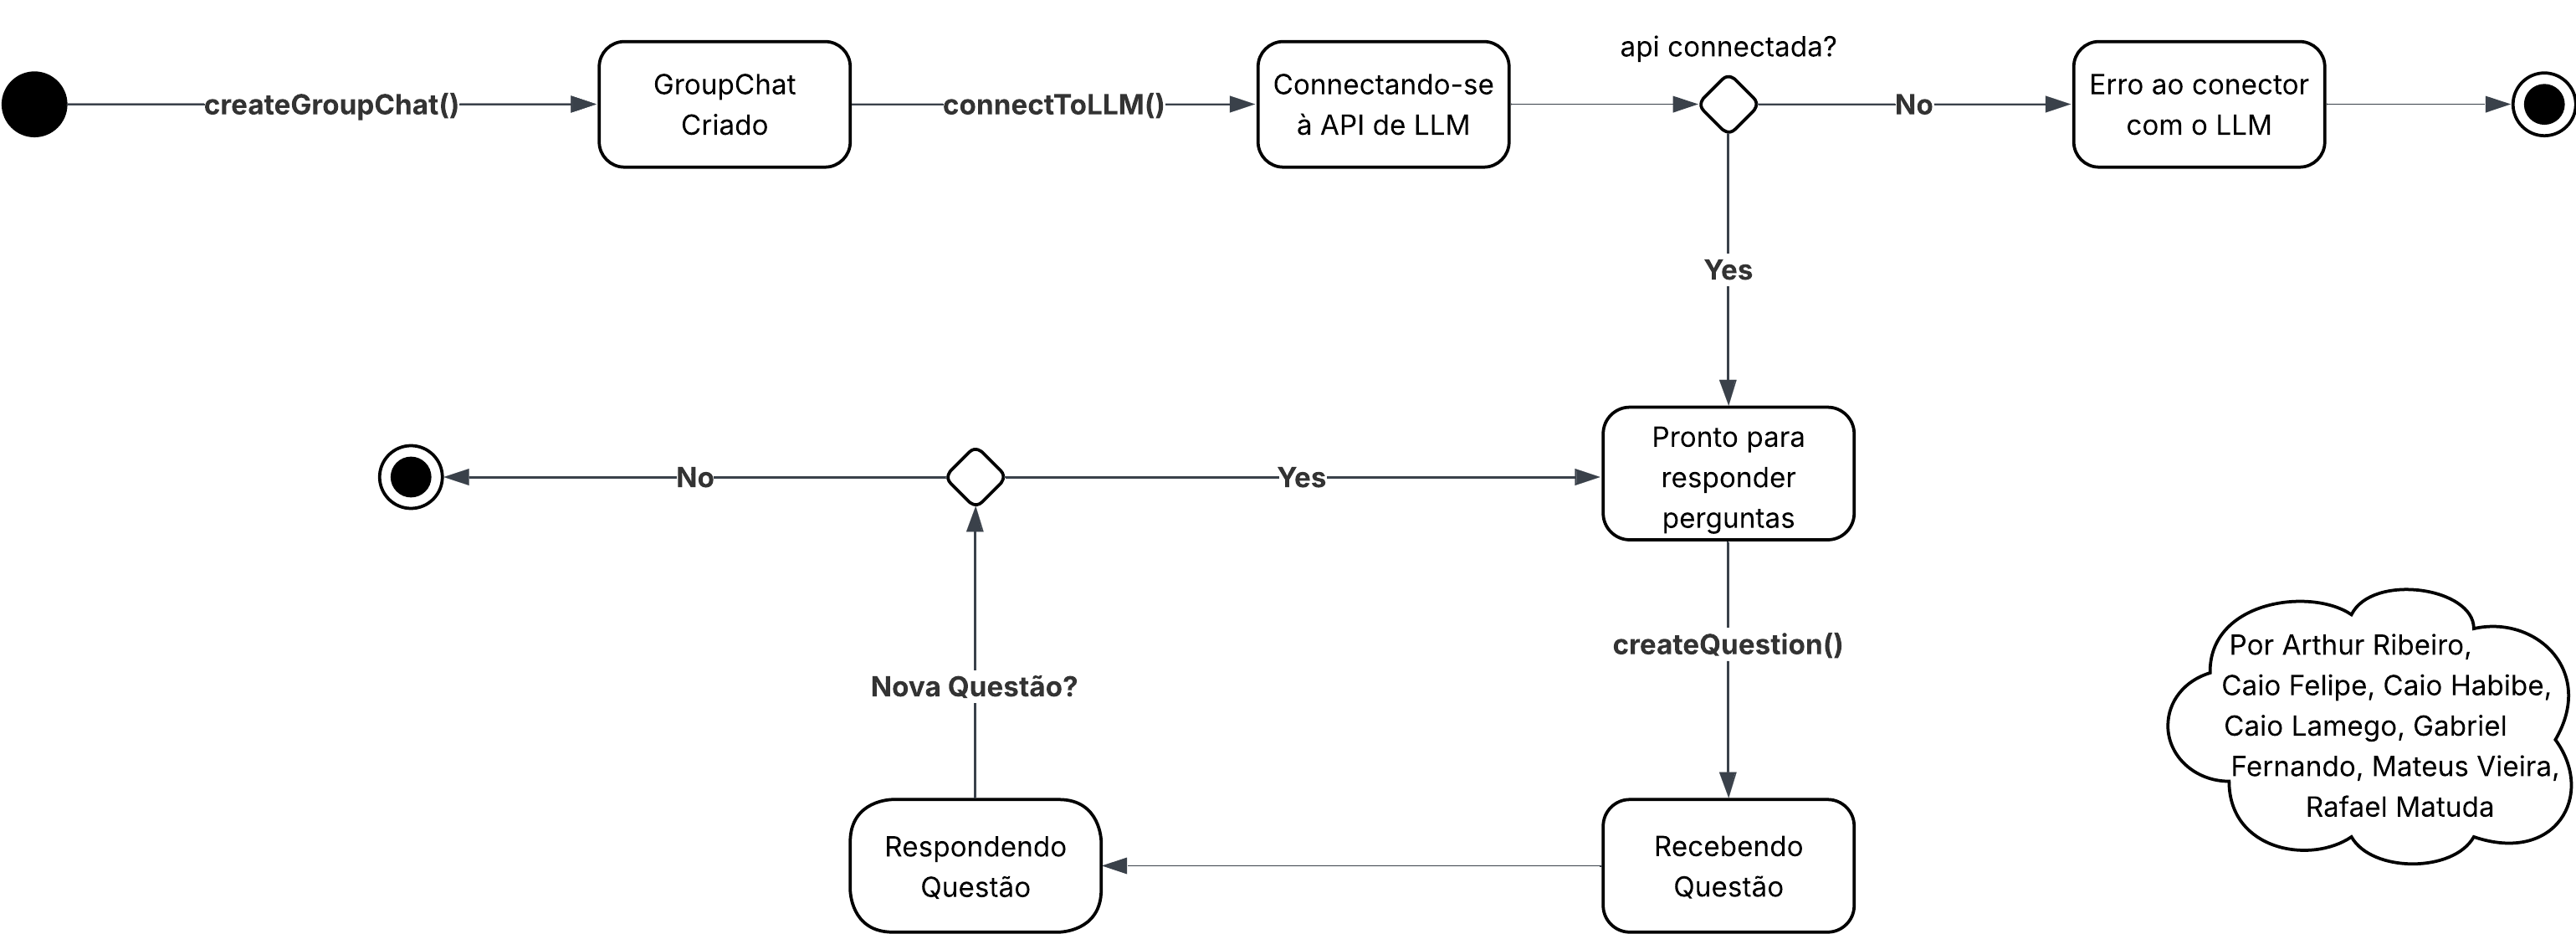 createGroupChat()
GroupChat
Criado
connectToLLM()
Connectando-se
à API de LLM
api connectada?
No
Erro ao conector
com o LLM
Yes
No
Yes
Pronto para
responder
perguntas
createQuestion()
Nova Questão?
Respondendo
Questão
Recebendo
Questão
Por Arthur Ribeiro,
Caio Felipe, Caio Habibe,
Caio Lamego, Gabriel
Fernando, Mateus Vieira,
Rafael Matuda